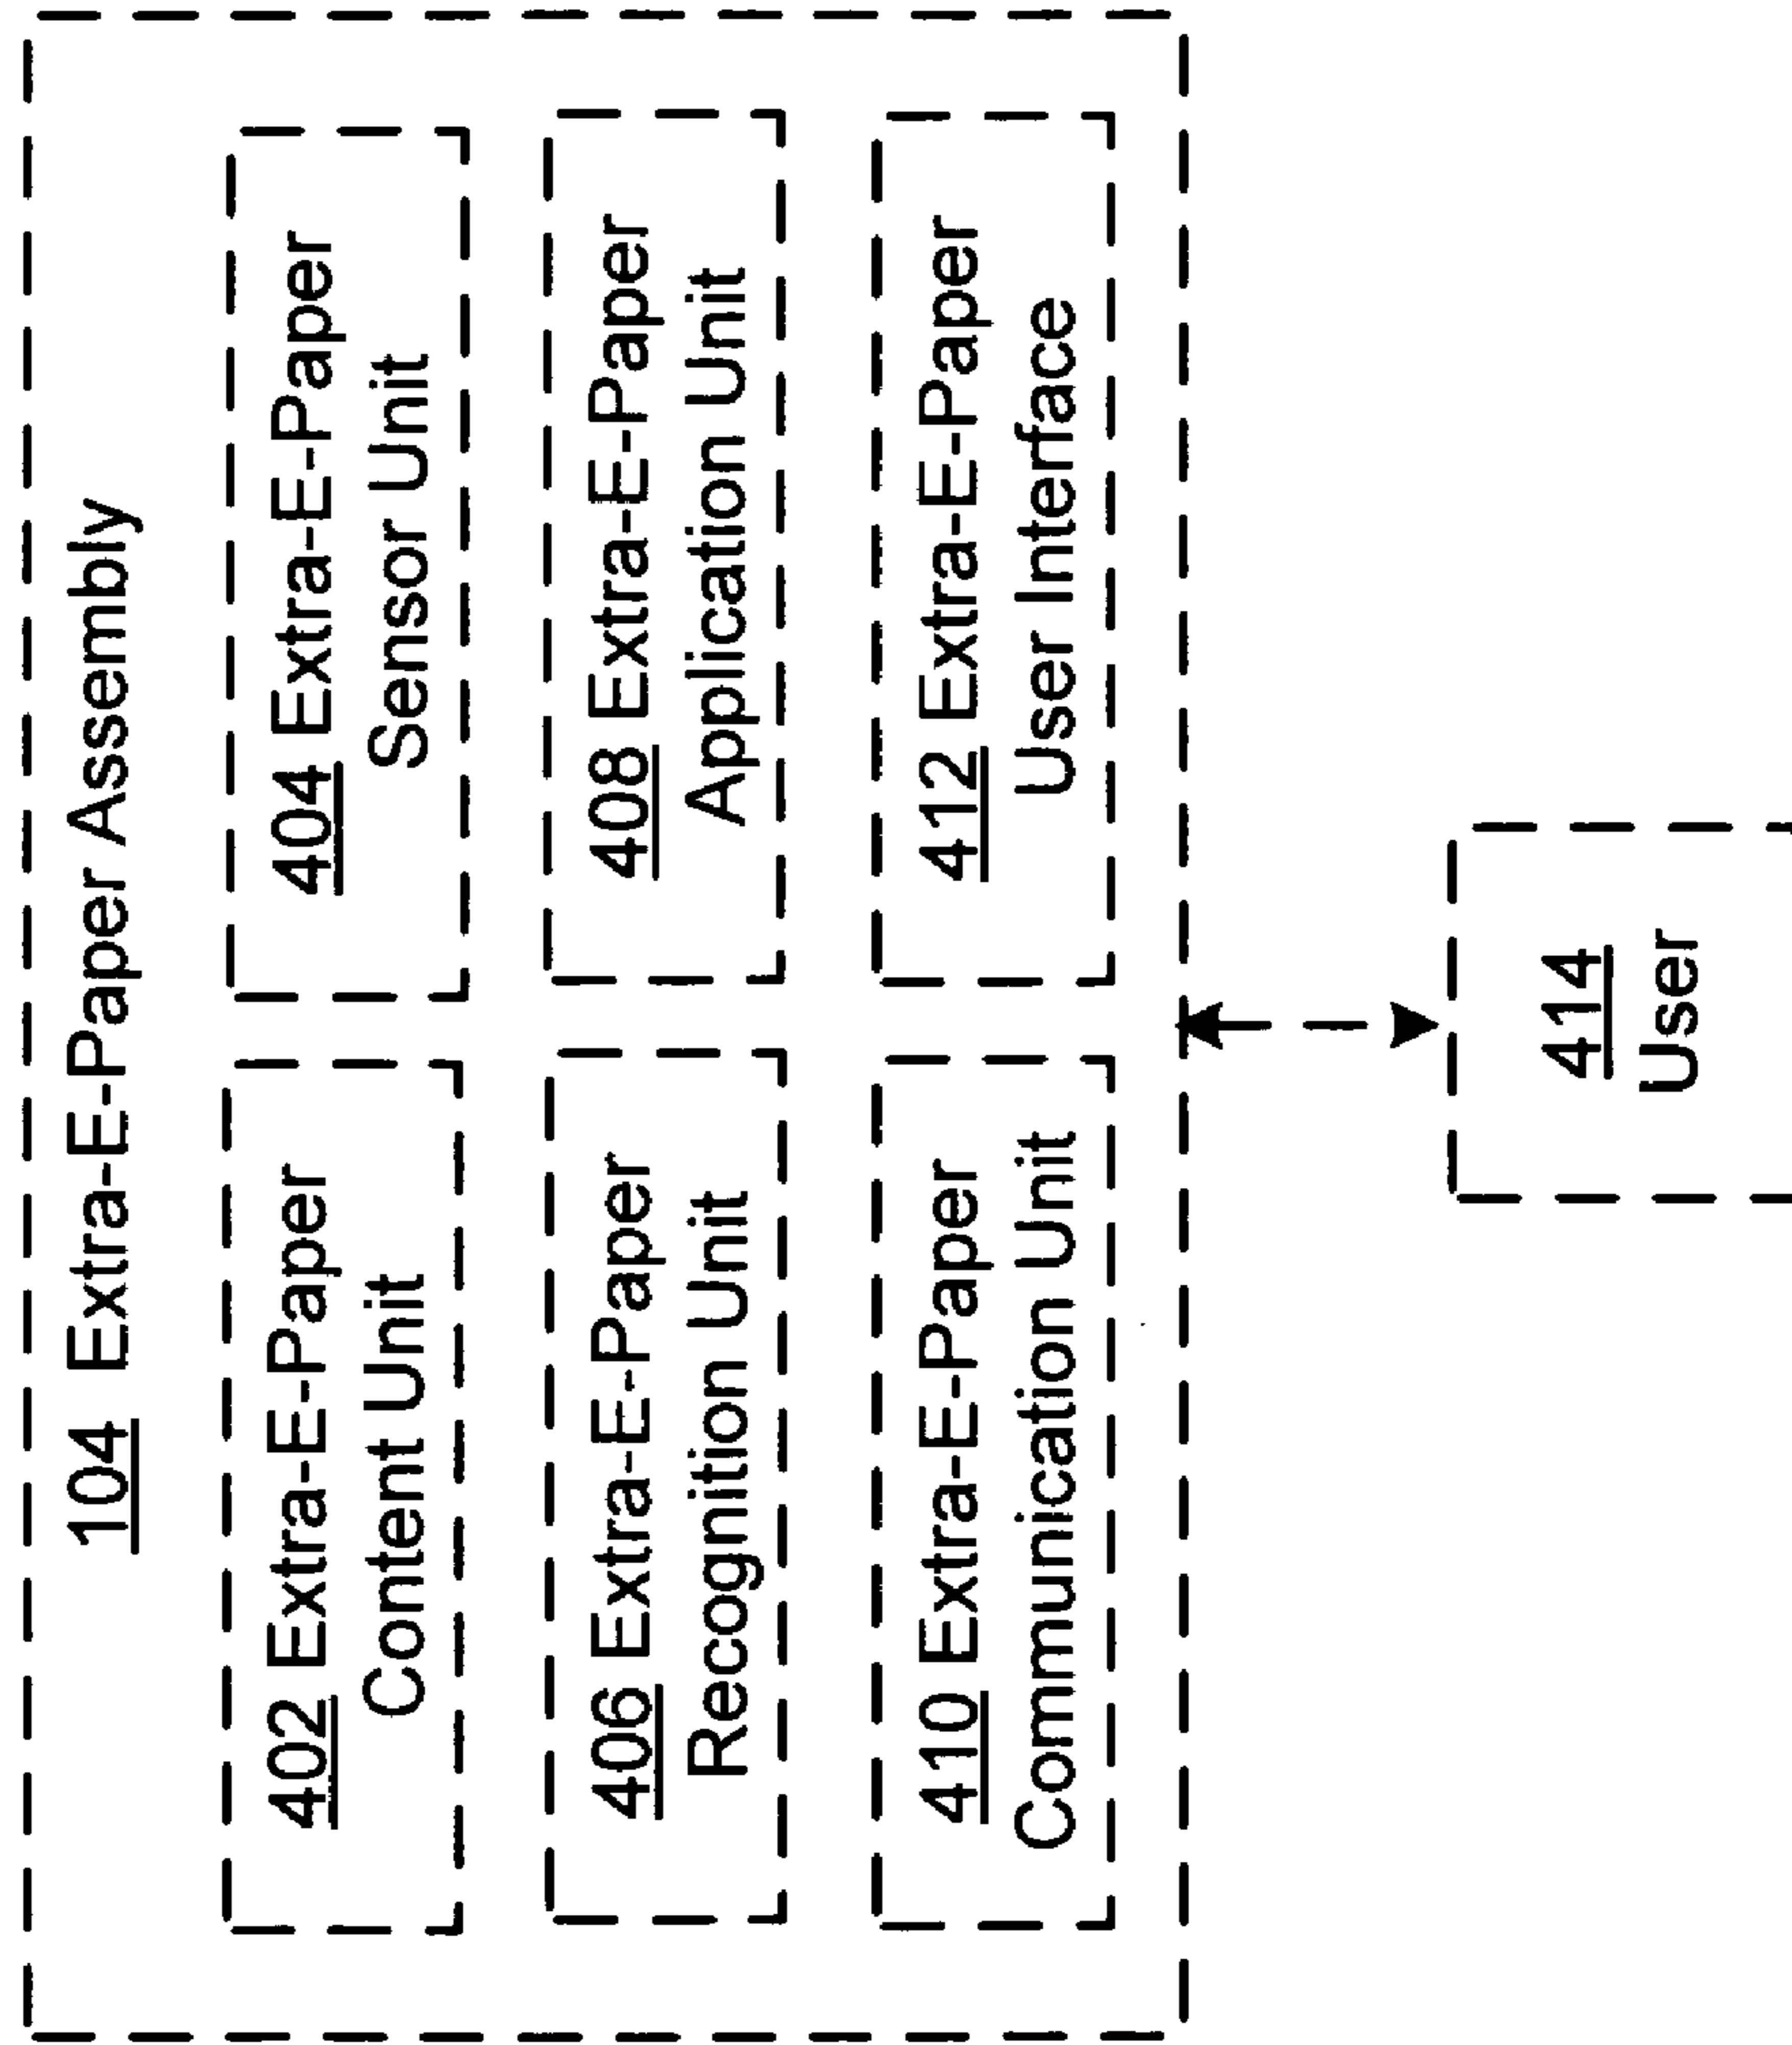 104 Extra-E-Paper Assembly
402 Extra-E-Paper
Content Unit
404 Extra-E-Paper
Sensor Unit
406 Extra-E-Paper
Recognition Unit
408 Extra-E-Paper
Application Unit
410 Extra-E-Paper
Communication Unit
412 Extra-E-Paper
User Interface
414
User